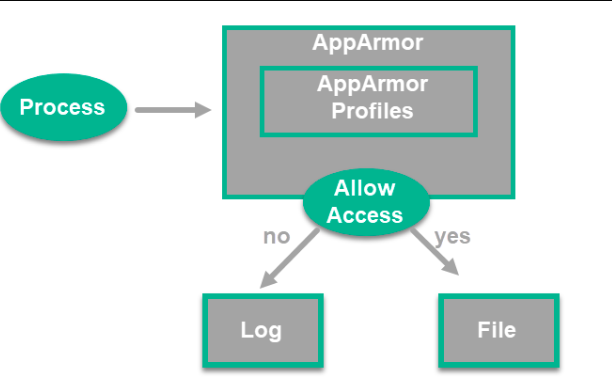 AppArmor
AppArmor
Profiles
Process
Allow
Access
no
yes
Log
File